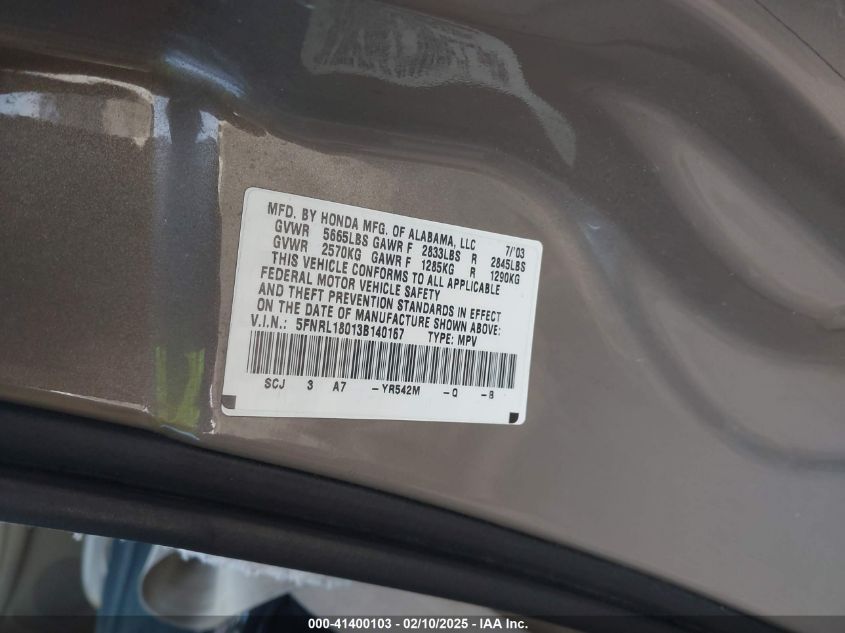 MFD. BY HONDA MFG. OF ALABAMA, LLC 7/'03
GVWR 5665LBS GAWR F 2833LBS R 2845LBS
GVWR 2570KG GAWR F 1285KG R 1290KG
THIS VEHICLE CONFORMS TO ALL APPLICABLE
FEDERAL MOTOR VEHICLE SAFETY
AND THEFT PREVENTION STANDARDS IN EFFECT
ON THE DATE OF MANUFACTURE SHOWN ABOVE:
V.I.N.: 5FNRL18013B140167 TYPE: MPV
SCJ 3 A7 -YR542M -Q -B
000-41400103 - 02/10/2025 - IAA Inc.